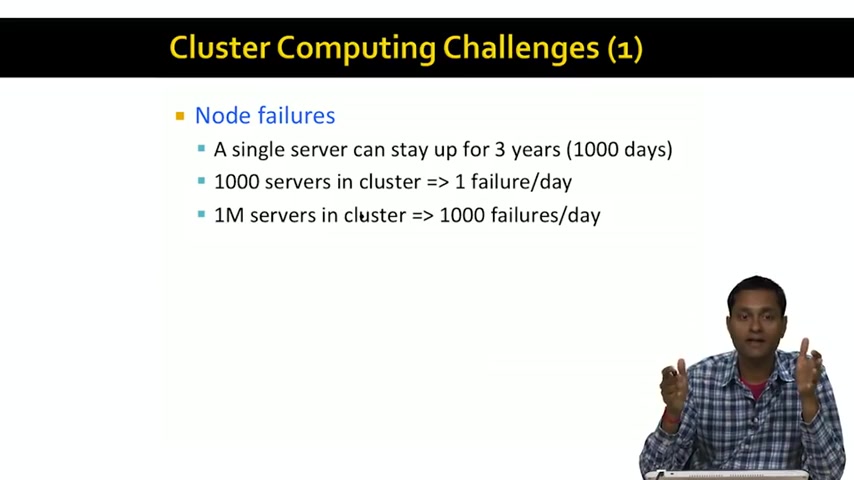 Cluster Computing Challenges (1)
Node failures
A single server can stay up for 3 years (1000 days)
1000 servers in cluster => 1 failure/day
1M servers in cluster => 1000 failures/day